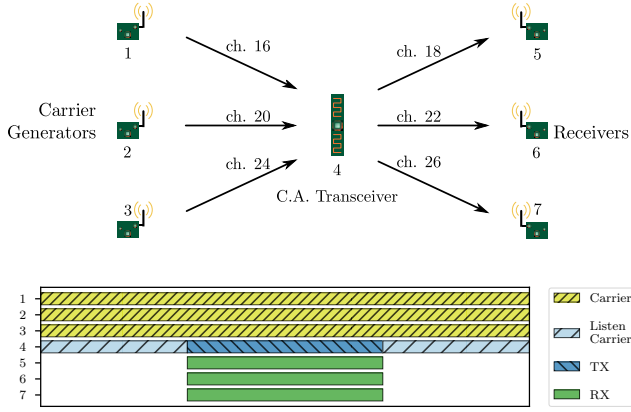 ch. 16
ch. 18
1
5
Carrier
Generators
ch. 20
ch. 22
Receivers
2
6
ch. 24
ch. 26
4
3
7
C.A. Transceiver
1
2
3
4
5
6
7
Carrier
Listen
Carrier
TX
RX